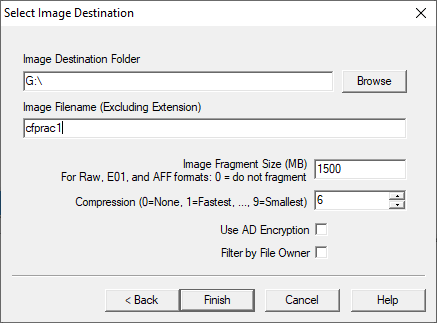 Select Image Destination
Image Destination Folder
G:\
Browse
Image Filename (Excluding Extension)
cfprac1
Image Fragment Size (MB)
For Raw, E01, and AFF formats: 0 = do not fragment
1500
Compression (0=None, 1=Fastest, ..., 9=Smallest)
6
Use AD Encryption
Filter by File Owner
< Back
Finish
Cancel
Help